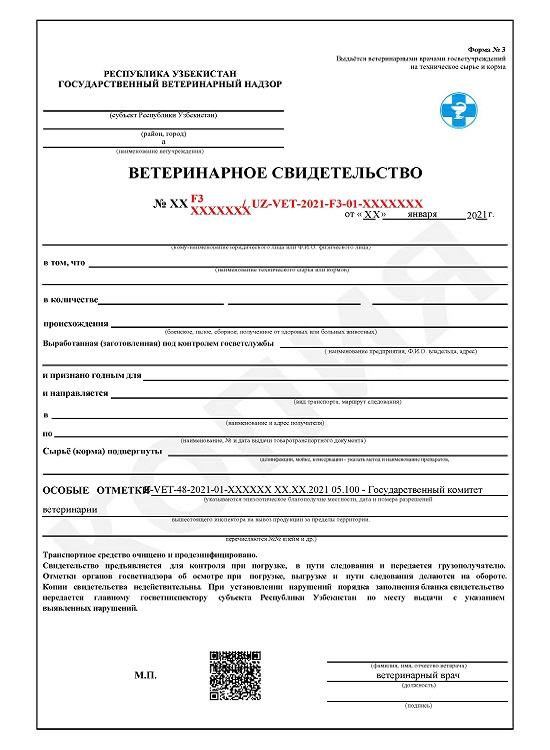 Форма № 3
Выдаётся ветеринарными врачами госветучреждений
на техническое сырье и корма
РЕСПУБЛИКА УЗБЕКИСТАН
ГОСУДАРСТВЕННЫЙ ВЕТЕРИНАРНЫЙ НАДЗОР
(субъект Республики Узбекистан)
(район, город)
а
(наименование ветучреждения)
ВЕТЕРИНАРНОЕ СВИДЕТЕЛЬСТВО
№ XX F3 XXXXXXX / UZ-VET-2021-F3-01-XXXXXXX
от « XX» января 2021 г.
(кому-наименование юридического лица или Ф.И.О. физического лица)
в том, что
(наименование технического сырья или кормов)
в количестве
происхождения
(боенское, палое, сборное, полученное от здоровых или больных животных)
Выработанная (заготовленная) под контролем госветслужбы
( наименование предприятия, Ф.И.О. владельца, адрес)
и признано годным для
и направляется
(вид транспорта, маршрут следования)
в
(наименование и адрес получателя)
по
(наименование, № и дата выдачи товаротранспортного документа)
Сырьё (корма) подвергнуты
(дезинфекции, мойке, консервации - указать метод и наименование препаратов,
ОСОБЫЕ ОТМЕТКИ -VET-48-2021-01-XXXXXX XX.XX.2021 05.100 - Государственный комитет
(указываются эпизоотическое благополучие местности, дата и номера разрешений
ветеринарии
вышестоящего инспектора на вывоз продукции за пределы территории.
перечисляются №№ клейм и др.)
Транспортное средство очищено и продезинфицировано.
Свидетельство предъявляется для контроля при погрузке, в пути следования и передается грузополучателю.
Отметки органов госветнадзора об осмотре при погрузке, выгрузке и пути следования делаются на обороте.
Копии свидетельства недействительны. При установлении нарушений порядка заполнения бланка свидетельство
передается главному госветинспектору субъекта Республики Узбекистан по месту выдачи с указанием
выявленных нарушений.
М.П.
(фамилия, имя, отчество ветврача)
ветеринарный врач
(должность)
(подпись)
КОПИЯ